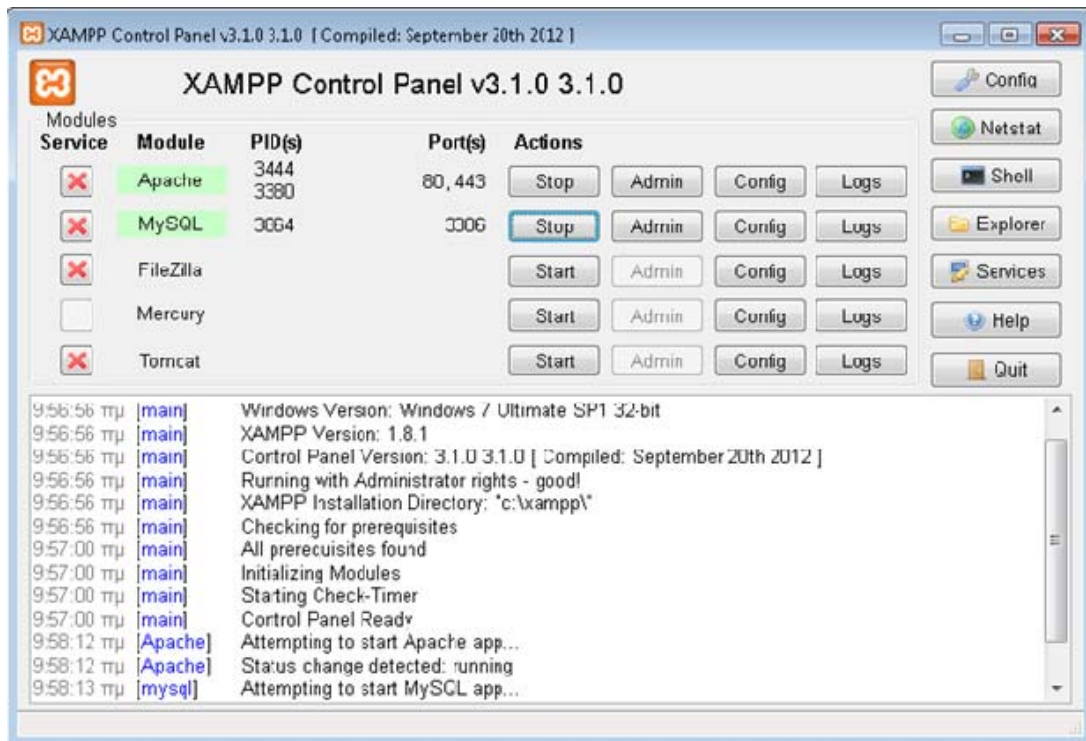 XAMPP Control Panel v3.1.0 3.1.0 [ Compiled: September 20th 2012 ]
XAMPP Control Panel v3.1.0 3.1.0
Config
Modules
Service Module PID(s) Port(s) Actions
Netstat
Apache 3444 3380 80, 443 Stop Admin Config Logs
Shell
MySQL 3064 3306 Stop Admin Config Logs
Explorer
FileZilla Start Admin Config Logs
Services
Mercury Start Admin Config Logs
Help
Tomcat Start Admin Config Logs
Quit
9:56:56 πμ [main] Windows Version: Windows 7 Ultimate SP1 32-bit
9:56:56 πμ [main] XAMPP Version: 1.8.1
9:56:56 πμ [main] Control Panel Version: 3.1.0 3.1.0 [ Compiled: September 20th 2012 ]
9:56:56 πμ [main] Running with Administrator rights - good!
9:56:56 πμ [main] XAMPP Installation Directory: "c:\xampp\"
9:56:56 πμ [main] Checking for prerequisites
9:57:00 πμ [main] All prerequisites found
9:57:00 πμ [main] Initializing Modules
9:57:00 πμ [main] Starting Check-Timer
9:57:00 πμ [main] Control Panel Ready
9:58:12 πμ [Apache] Attempting to start Apache app...
9:58:12 πμ [Apache] Status change detected: running
9:58:13 πμ [mysql] Attempting to start MySQL app...